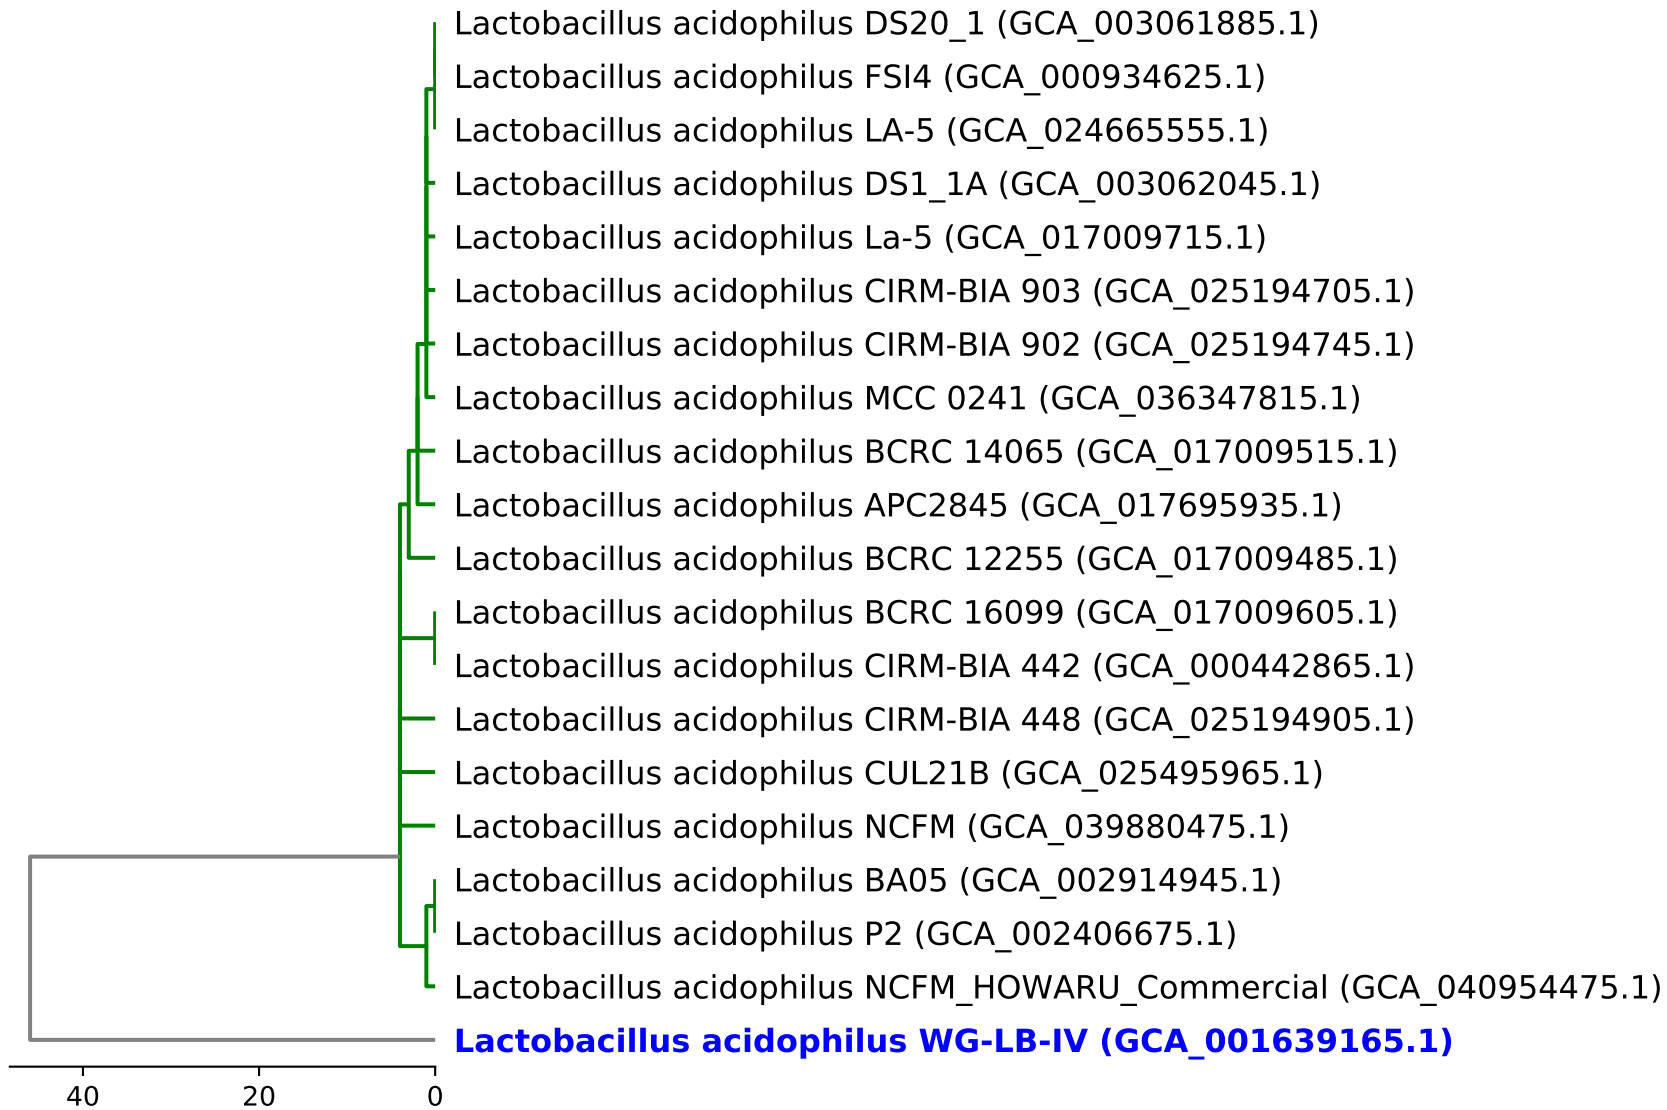 Lactobacillus acidophilus DS20_1 (GCA_003061885.1)
Lactobacillus acidophilus FSI4 (GCA_000934625.1)
Lactobacillus acidophilus LA-5 (GCA_024665555.1)
Lactobacillus acidophilus DS1_1A (GCA_003062045.1)
Lactobacillus acidophilus La-5 (GCA_017009715.1)
Lactobacillus acidophilus CIRM-BIA 903 (GCA_025194705.1)
Lactobacillus acidophilus CIRM-BIA 902 (GCA_025194745.1)
Lactobacillus acidophilus MCC 0241 (GCA_036347815.1)
Lactobacillus acidophilus BCRC 14065 (GCA_017009515.1)
Lactobacillus acidophilus APC2845 (GCA_017695935.1)
Lactobacillus acidophilus BCRC 12255 (GCA_017009485.1)
Lactobacillus acidophilus BCRC 16099 (GCA_017009605.1)
Lactobacillus acidophilus CIRM-BIA 442 (GCA_000442865.1)
Lactobacillus acidophilus CIRM-BIA 448 (GCA_025194905.1)
Lactobacillus acidophilus CUL21B (GCA_025495965.1)
Lactobacillus acidophilus NCFM (GCA_039880475.1)
Lactobacillus acidophilus BA05 (GCA_002914945.1)
Lactobacillus acidophilus P2 (GCA_002406675.1)
Lactobacillus acidophilus NCFM_HOWARU_Commercial (GCA_040954475.1)
Lactobacillus acidophilus WG-LB-IV (GCA_001639165.1)
40 20 0